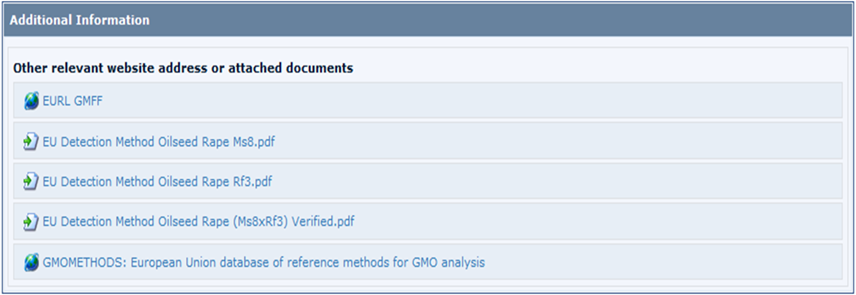 Additional Information
Other relevant website address or attached documents
EURL GMFF
EU Detection Method Oilseed Rape Ms8.pdf
EU Detection Method Oilseed Rape Rf3.pdf
EU Detection Method Oilseed Rape (Ms8xRf3) Verified.pdf
GMOMETHODS: European Union database of reference methods for GMO analysis